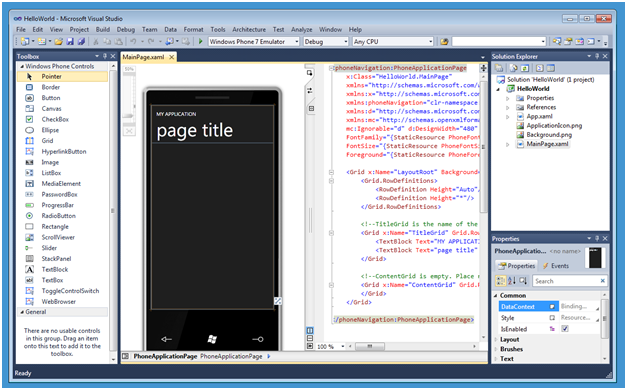 HelloWorld - Microsoft Visual Studio
File Edit View Project Build Debug Team Data Format Tools Architecture Test Analyze Window Help
Windows Phone 7 Emulator Debug Any CPU
Toolbox
Windows Phone Controls
Pointer
Border
Button
Canvas
CheckBox
Ellipse
Grid
HyperlinkButton
Image
ListBox
MediaElement
PasswordBox
ProgressBar
RadioButton
Rectangle
ScrollViewer
Slider
StackPanel
TextBlock
TextBox
ToggleControlSwitch
WebBrowser
General
There are no usable controls
in this group. Drag an item
onto this text to add it to the
toolbox.
MainPage.xaml
MY APPLICATION
page title
phoneNavigation:PhoneApplicationPage
x:Class="HelloWorld.MainPage"
xmlns="http://schemas.microsoft.com/
xmlns:x="http://schemas.microsoft.co
xmlns:phoneNavigation="clr-namespace
xmlns:d="http://schemas.microsoft.co
xmlns:mc="http://schemas.openxmlform
mc:Ignorable="d" d:DesignWidth="480"
FontFamily="{StaticResource PhoneFon
FontSize="{StaticResource PhoneFontS
Foreground="{StaticResource PhoneFor
<Grid x:Name="LayoutRoot" Background=
<Grid.RowDefinitions>
<RowDefinition Height="Auto"/
<RowDefinition Height="*"/>
</Grid.RowDefinitions>
<!--TitleGrid is the name of the
<Grid x:Name="TitleGrid" Grid.Row
<TextBlock Text="MY APPLICATI
<TextBlock Text="page title"
</Grid>
<!--ContentGrid is empty. Place n
<Grid x:Name="ContentGrid" Grid.R
</Grid>
</Grid>
</phoneNavigation:PhoneApplicationPage>
100 %
PhoneApplicationPage PhoneApplicationPage
Solution Explorer
Solution 'HelloWorld' (1 project)
HelloWorld
Properties
References
App.xaml
ApplicationIcon.png
Background.png
MainPage.xaml
Properties
PhoneApplicatio... <no name>
Properties Events
Search
Common
DataContext Binding...
Style Resource...
IsEnabled
Layout
Brushes
Text
Ready